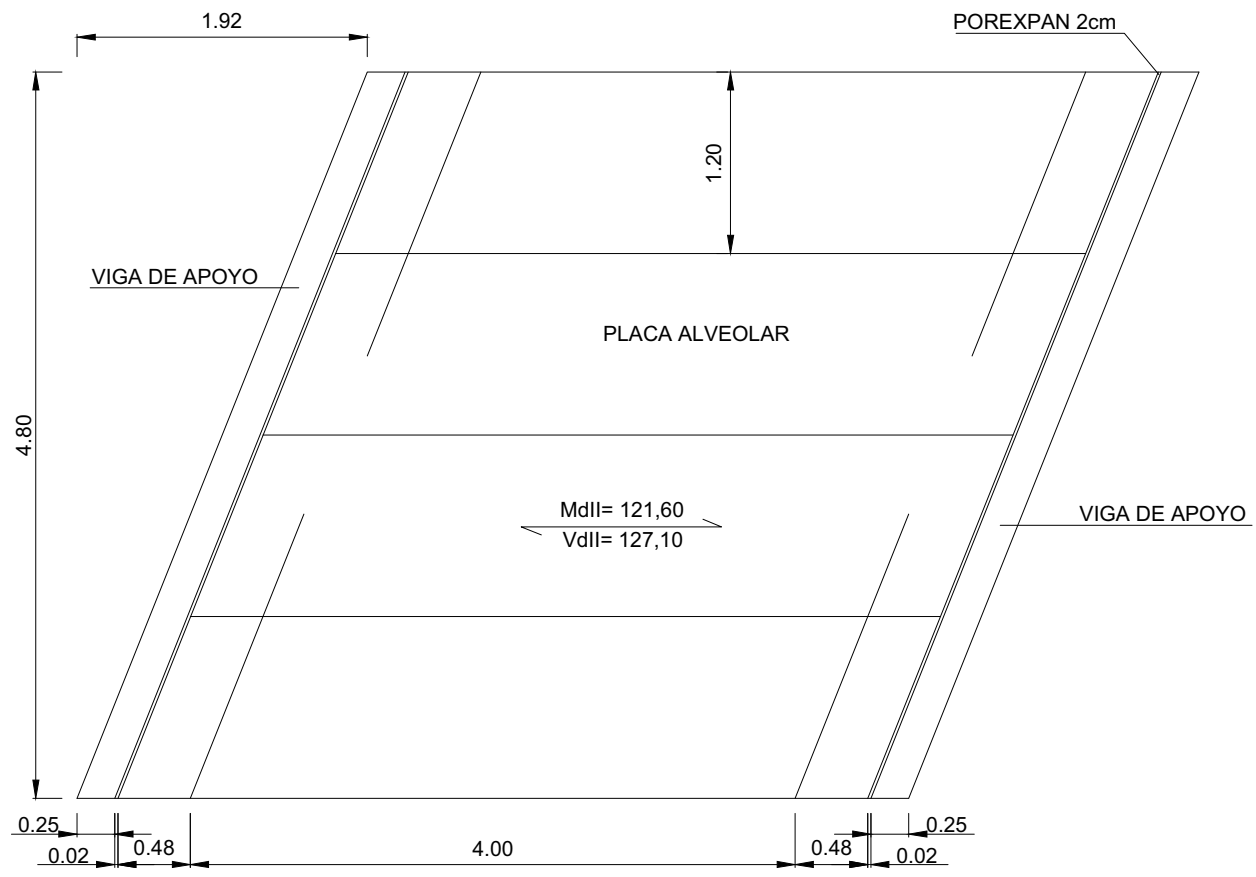 1.92
POREXPAN 2cm
1.20
VIGA DE APOYO
PLACA ALVEOLAR
4.80
MdII= 121,60
VdII= 127,10
VIGA DE APOYO
0.25
0.02
0.48
4.00
0.48
0.02
0.25